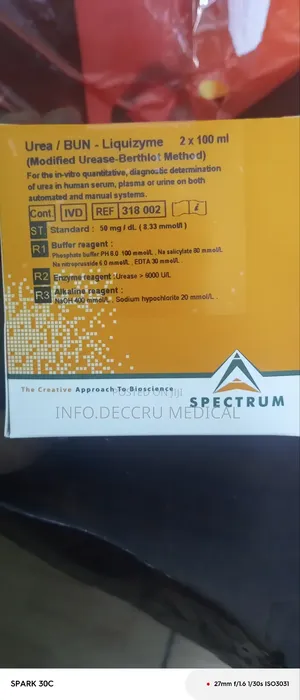 Urea / BUN - Liquizyme 2 x 100 ml
(Modified Urease-Berthlot Method)
For the in-vitro quantitative, diagnostic determination
of urea in human serum, plasma or urine on both
automated and manual systems.
Cont. IVD REF 318 002 i
ST Standard : 50 mg / dL ( 8.33 mmol/l )
R1 Buffer reagent :
Phosphate buffer PH 8.0 100 mmol/L , Na salicylate 80 mmol/L
Na nitroprusside 6.0 mmol/L , EDTA 30 mmol/L .
R2 Enzyme reagent : Urease > 6000 U/L
R3 Alkaline reagent :
NaOH 400 mmol/L , Sodium hypochlorite 20 mmol/L .
The Creative Approach To Bioscience
SPECTRUM
POSTED ON Jiji
INFO.DECCRU MEDICAL
SPARK 30C
27mm f/1.6 1/30s ISO3031